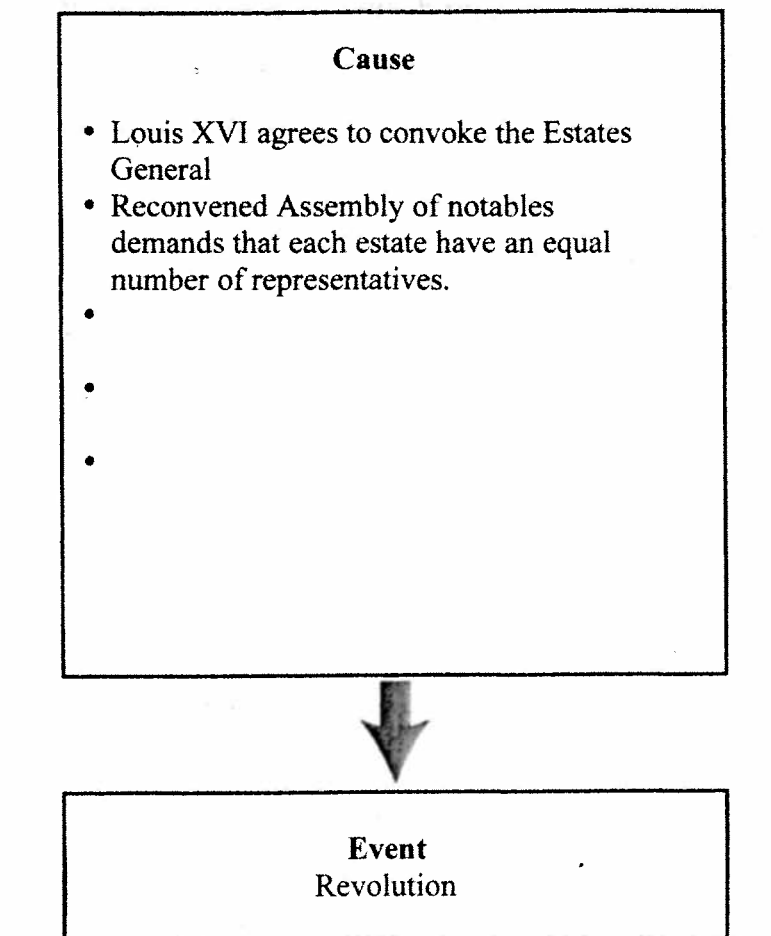 Cause
• Louis XVI agrees to convoke the Estates
General
• Reconvened Assembly of notables
demands that each estate have an equal
number of representatives.
•
•
•
Event
Revolution